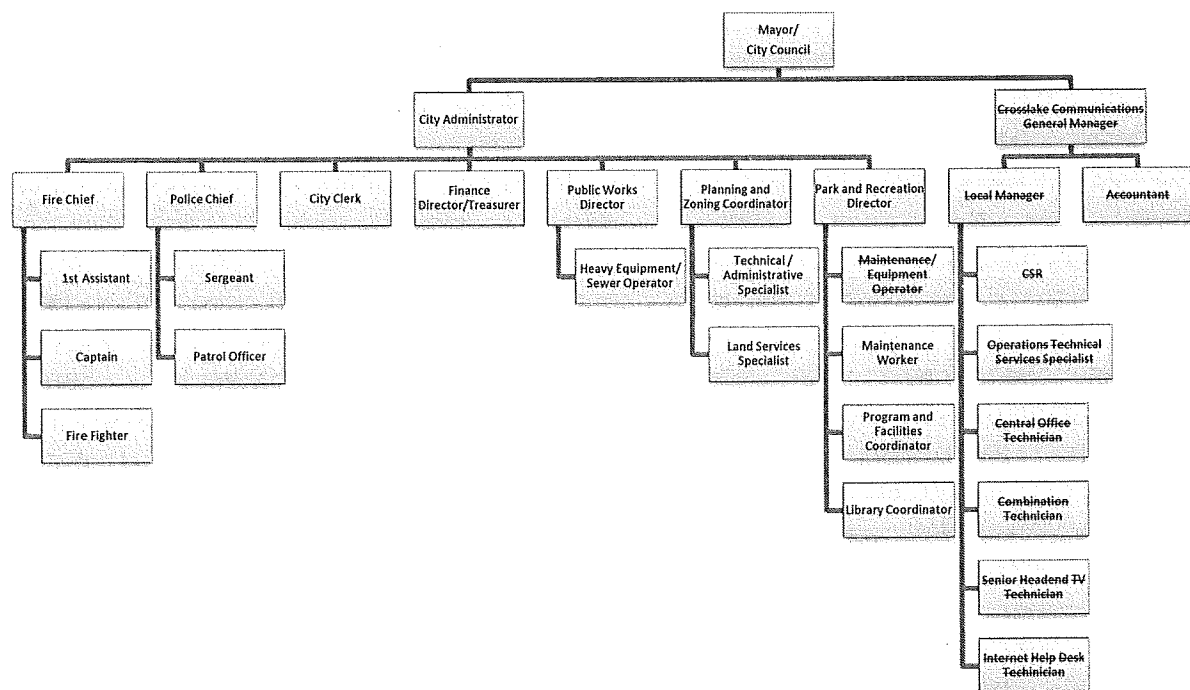 Mayor/
City Council
City Administrator
Crosslake Communications
General Manager
Fire Chief
Police Chief
City Clerk
Finance
Director/Treasurer
Public Works
Director
Planning and
Zoning Coordinator
Park and Recreation
Director
Local Manager
Accountant
1st Assistant
Sergeant
Heavy Equipment/
Sewer Operator
Technical /
Administrative
Specialist
Maintenance/
Equipment
Operator
CSR
Captain
Patrol Officer
Land Services
Specialist
Maintenance
Worker
Operations Technical
Services Specialist
Fire Fighter
Program and
Facilities
Coordinator
Central Office
Technician
Library Coordinator
Combination
Technician
Senior Headend TV
Technician
Internet Help Desk
Techinician